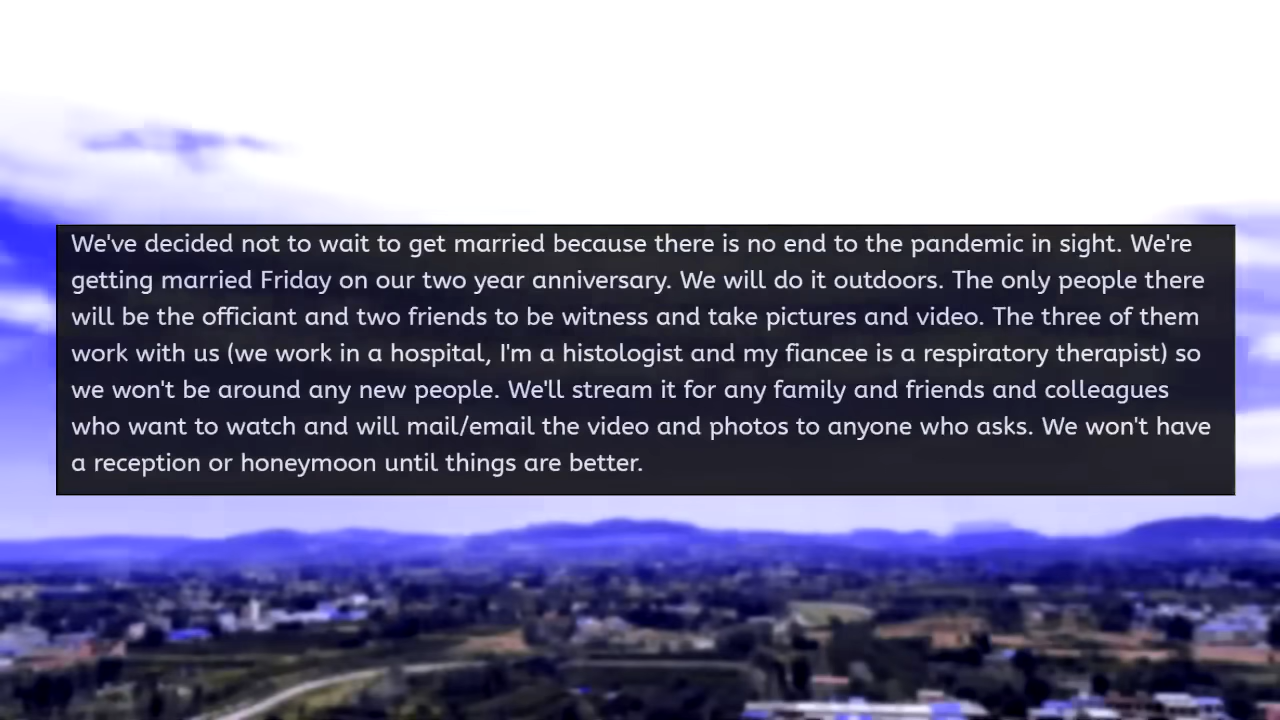 We've decided not to wait to get married because there is no end to the pandemic in sight. We're
getting married Friday on our two year anniversary. We will do it outdoors. The only people there
will be the officiant and two friends to be witness and take pictures and video. The three of them
work with us (we work in a hospital, I'm a histologist and my fiancee is a respiratory therapist) so
we won't be around any new people. We'll stream it for any family and friends and colleagues
who want to watch and will mail/email the video and photos to anyone who asks. We won't have
a reception or honeymoon until things are better.